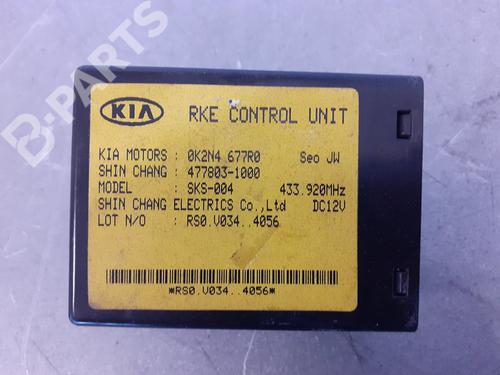 B-PARTS
KIA RKE CONTROL UNIT
KIA MOTORS : 0K2N4 677R0 Seo JW
SHIN CHANG : 477803-1000
MODEL : SKS-004 433.920MHz
SHIN CHANG ELECTRICS Co.,Ltd DC12V
LOT N/O : RS0.V034..4056
*RS0.V034..4056*